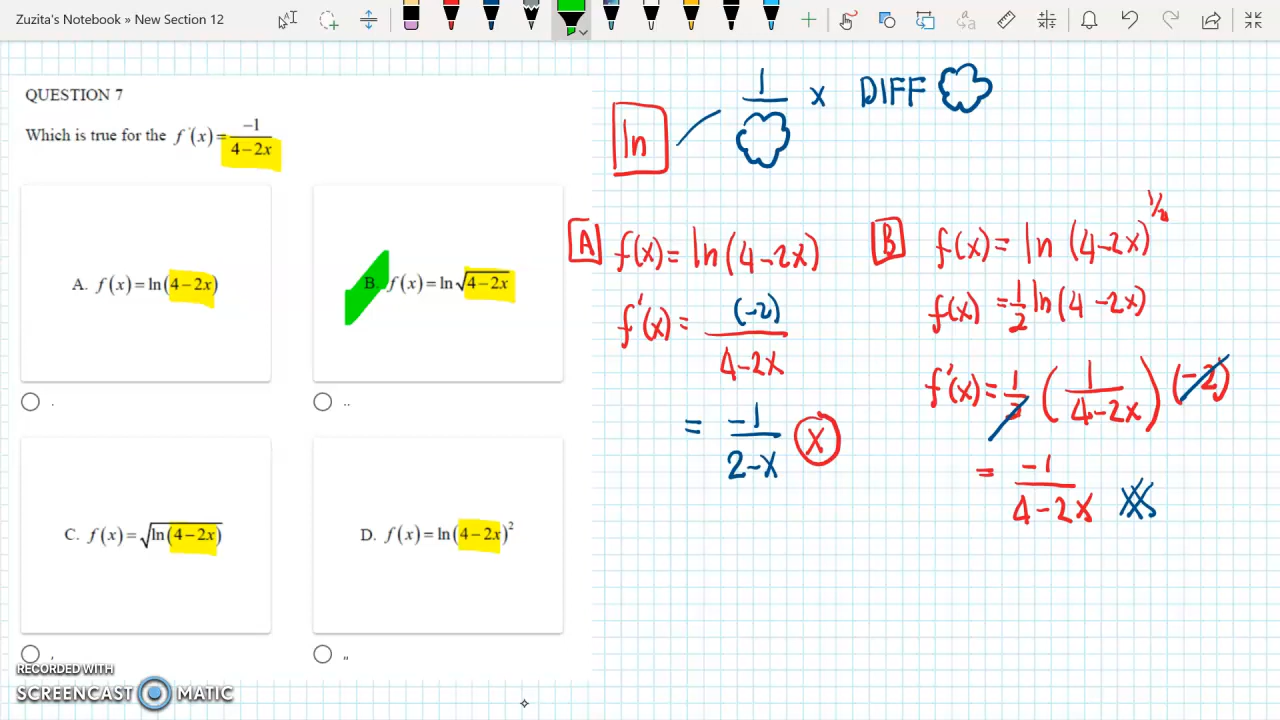 Zuzita's Notebook » New Section 12
QUESTION 7
Which is true for the f'(x) = -1/(4-2x)
A. f(x) = ln(4-2x)
B. f(x) = ln√(4-2x)
.
..
C. f(x) = √(ln(4-2x))
D. f(x) = ln(4-2x)²
,
,,
RECORDED WITH
SCREENCAST MATIC
ln
1/ x DIFF
A f(x) = ln(4-2x)
f'(x) = (-2)/(4-2x)
= -1/(2-x) X
B f(x) = ln (4-2x)^1/2
f(x) = 1/2 ln(4-2x)
f'(x) = 1/2 (1/(4-2x)) (-2)
= -1/(4-2x)